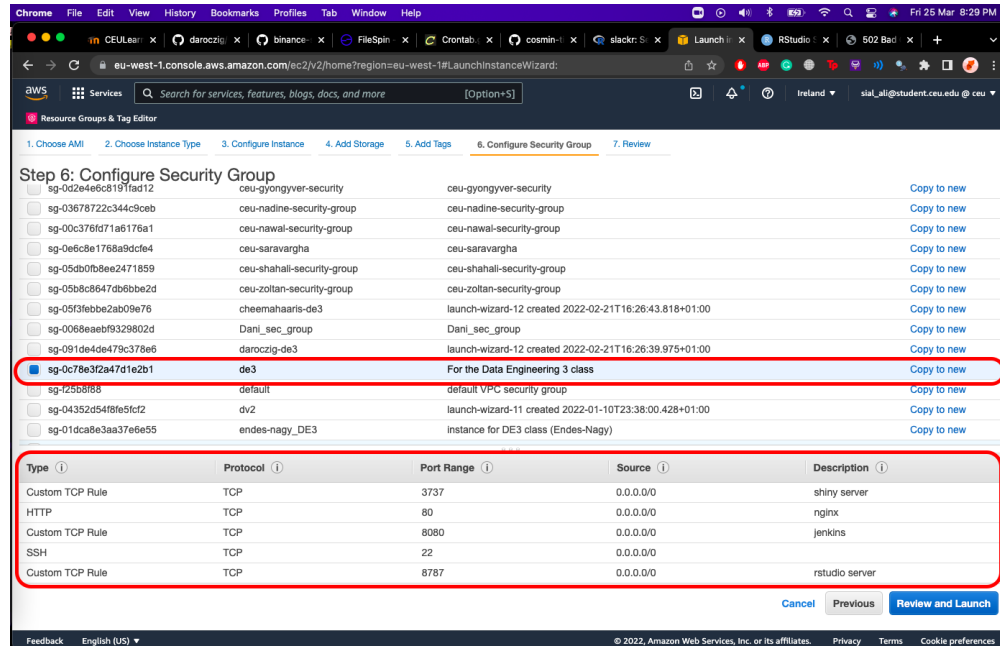 Chrome File Edit View History Bookmarks Profiles Tab Window Help Fri 25 Mar 8:29 PM
CEULear daroczig binance- FileSpin - Crontab. cosmin-t slackr: S Launch in RStudio S 502 Bad
eu-west-1.console.aws.amazon.com/ec2/v2/home?region=eu-west-1#LaunchInstanceWizard:
aws Services Search for services, features, blogs, docs, and more [Option+S] Ireland sial_ali@student.ceu.edu @ ceu
Resource Groups & Tag Editor
1. Choose AMI 2. Choose Instance Type 3. Configure Instance 4. Add Storage 5. Add Tags 6. Configure Security Group 7. Review
Step 6: Configure Security Group
sg-0d2e4e6c8191fad12 ceu-gyongyver-security ceu-gyongyver-security Copy to new
sg-03678722c344c9ceb ceu-nadine-security-group ceu-nadine-security-group Copy to new
sg-00c376fd71a6176a1 ceu-nawal-security-group ceu-nawal-security-group Copy to new
sg-0e6c8e1768a9dcfe4 ceu-saravargha ceu-saravargha Copy to new
sg-05db0fb8ee2471859 ceu-shahali-security-group ceu-shahali-security-group Copy to new
sg-05b8c8647db6bbe2d ceu-zoltan-security-group ceu-zoltan-security-group Copy to new
sg-05f3febbe2ab09e76 cheemahaaris-de3 launch-wizard-12 created 2022-02-21T16:26:43.818+01:00 Copy to new
sg-0068eaebf9329802d Dani_sec_group Dani_sec_group Copy to new
sg-091de4de479c378e6 daroczig-de3 launch-wizard-12 created 2022-02-21T16:26:39.975+01:00 Copy to new
sg-0c78e3f2a47d1e2b1 de3 For the Data Engineering 3 class Copy to new
sg-f25b8f88 default default VPC security group Copy to new
sg-04352d54f8fe5fcf2 dv2 launch-wizard-11 created 2022-01-10T23:38:00.428+01:00 Copy to new
sg-01dca8e3aa37e6e55 endes-nagy_DE3 instance for DE3 class (Endes-Nagy) Copy to new
Type Protocol Port Range Source Description
Custom TCP Rule TCP 3737 0.0.0.0/0 shiny server
HTTP TCP 80 0.0.0.0/0 nginx
Custom TCP Rule TCP 8080 0.0.0.0/0 jenkins
SSH TCP 22 0.0.0.0/0
Custom TCP Rule TCP 8787 0.0.0.0/0 rstudio server
Cancel Previous Review and Launch
Feedback English (US) © 2022, Amazon Web Services, Inc. or its affiliates. Privacy Terms Cookie preferences